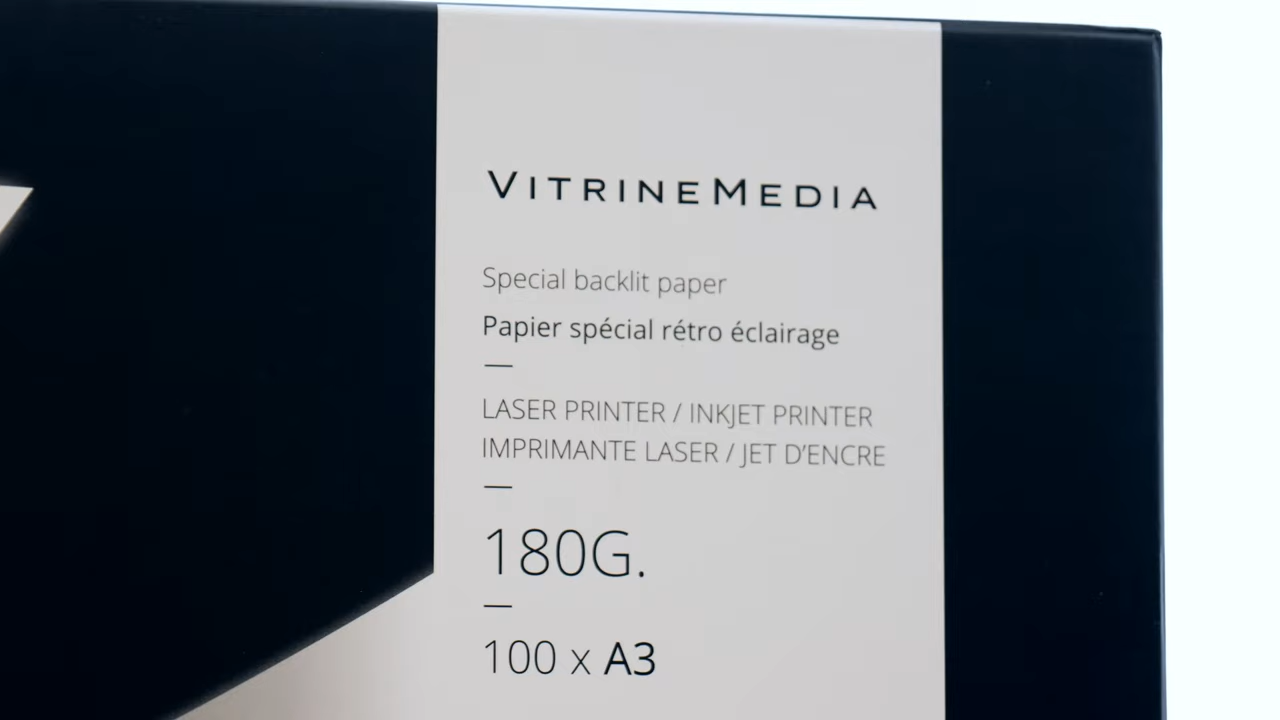 VITRINEMEDIA
Special backlit paper
Papier spécial rétro éclairage
—
LASER PRINTER / INKJET PRINTER
IMPRIMANTE LASER / JET D’ENCRE
—
180G.
—
100 x A3